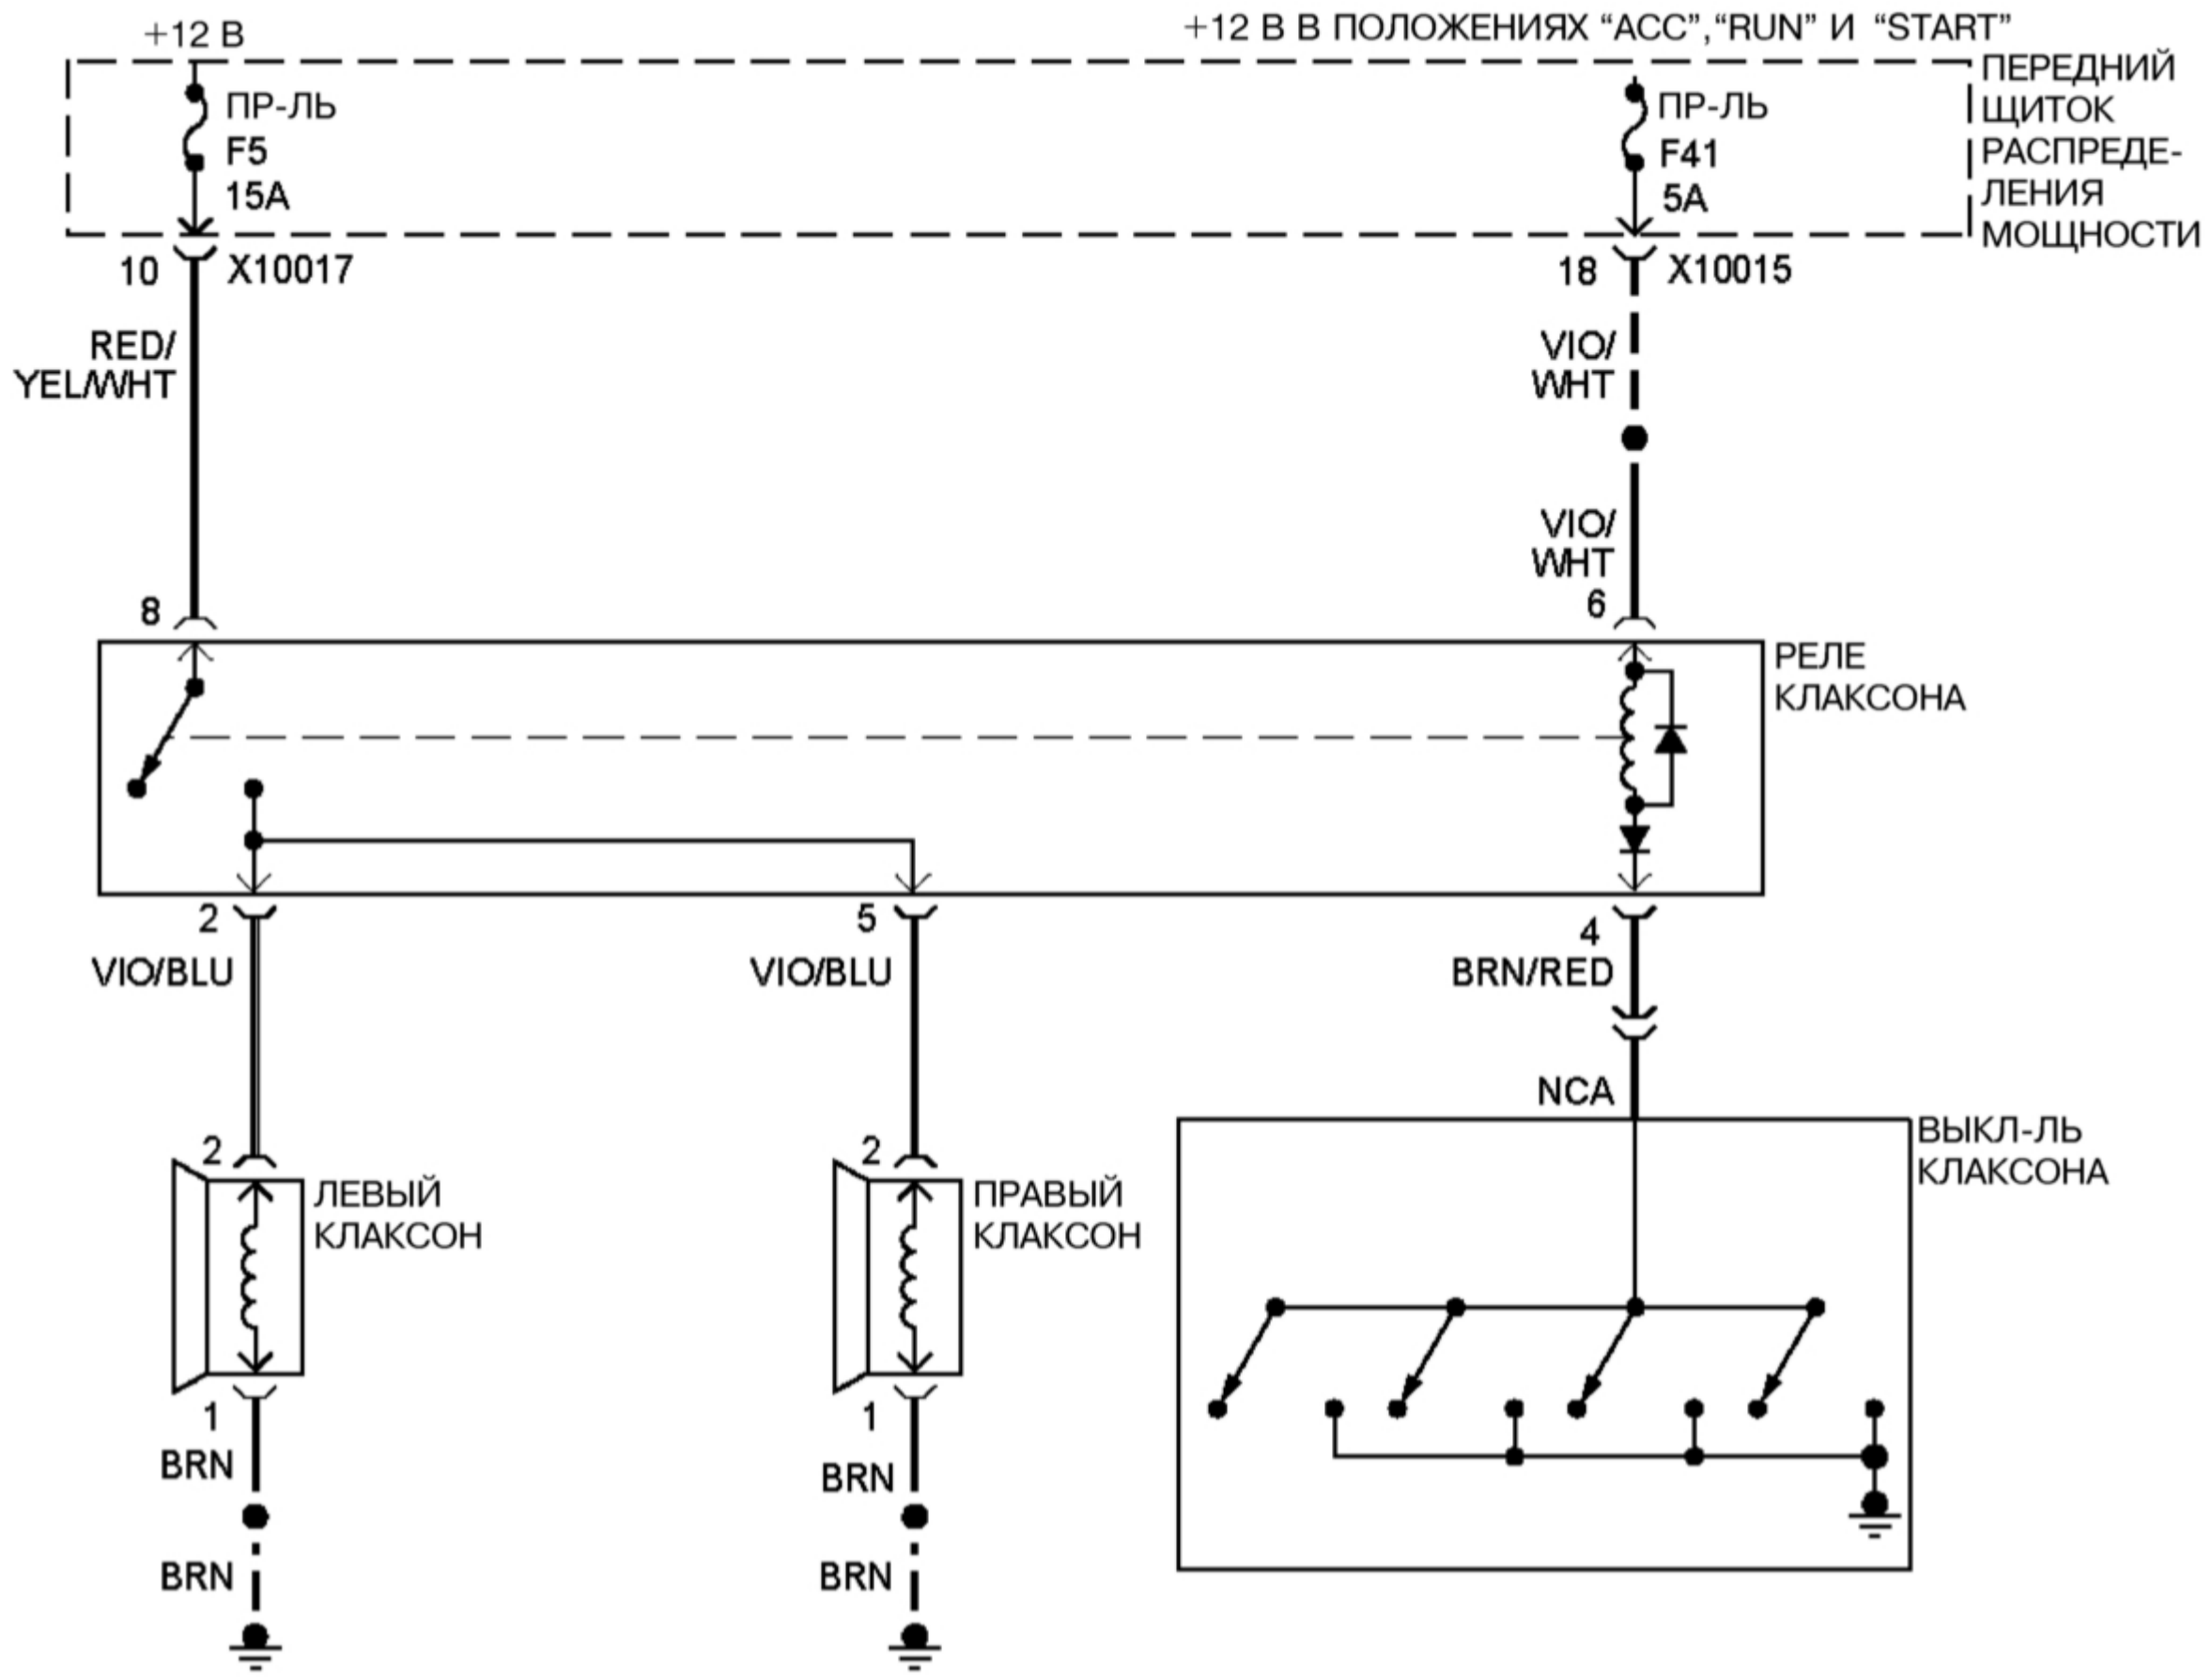 +12 В
+12 В В ПОЛОЖЕНИЯХ “ACC”, “RUN” И “START”
ПР-ЛЬ
F5
15A
ПР-ЛЬ
F41
5A
ПЕРЕДНИЙ
ЩИТОК
РАСПРЕДЕ-
ЛЕНИЯ
МОЩНОСТИ
10
X10017
18
X10015
RED/
YEL/WHT
VIO/
WHT
VIO/
WHT
8
6
РЕЛЕ
КЛАКСОНА
2
5
4
VIO/BLU
VIO/BLU
BRN/RED
NCA
2
ЛЕВЫЙ
КЛАКСОН
2
ПРАВЫЙ
КЛАКСОН
ВЫКЛ-ЛЬ
КЛАКСОНА
1
BRN
BRN
1
BRN
BRN